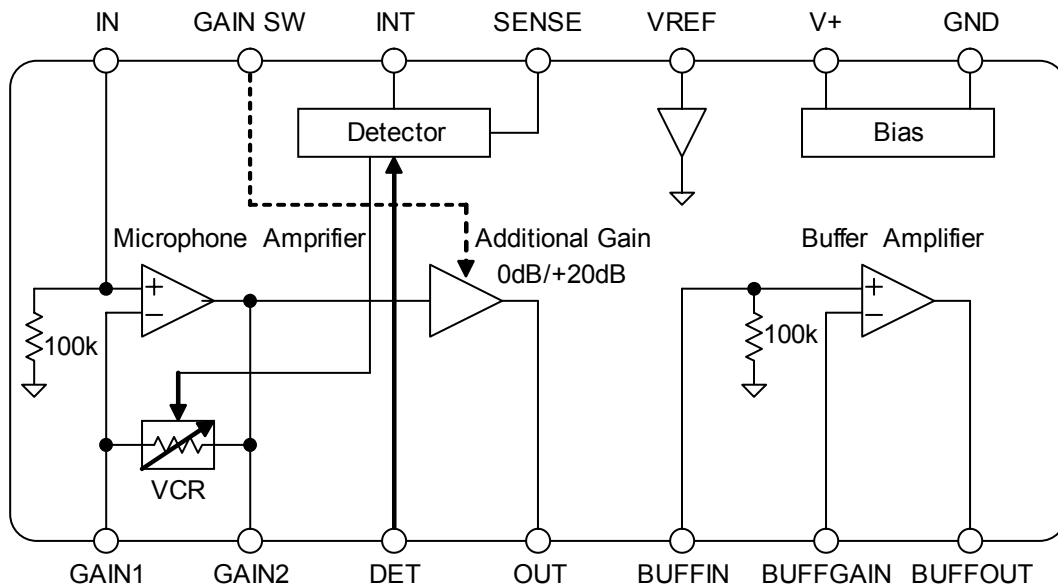 IN GAIN SW INT SENSE VREF V+ GND
Detector Bias
Microphone Amprifier Additional Gain Buffer Amplifier
0dB/+20dB
+ +
− −
100k 100k
VCR
GAIN1 GAIN2 DET OUT BUFFIN BUFFGAIN BUFFOUT